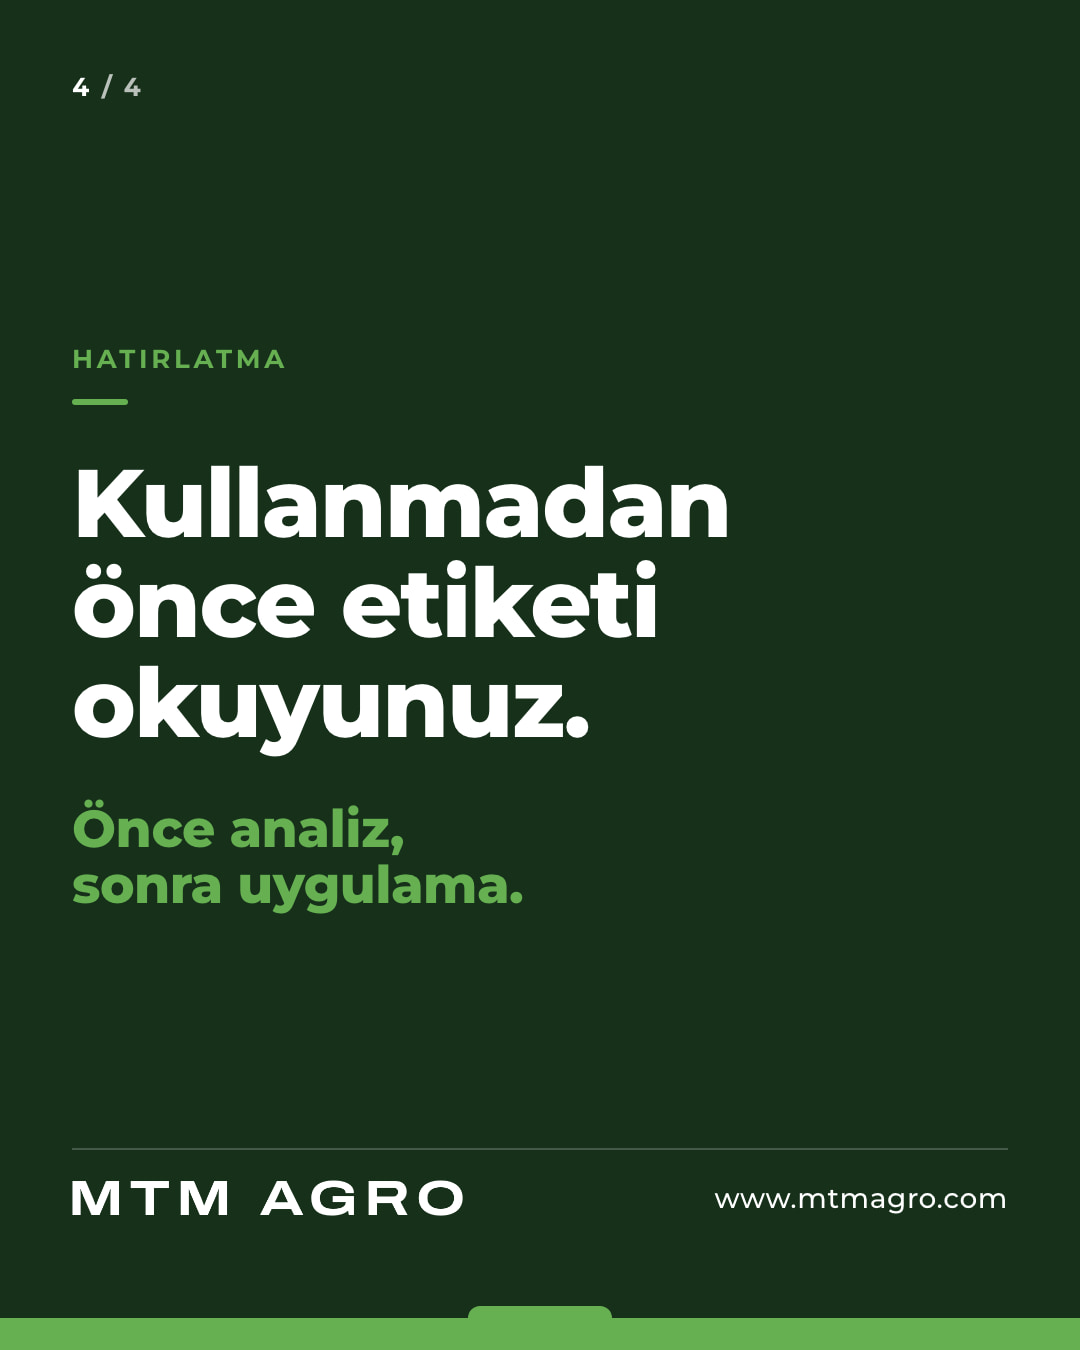 4 / 4
HATIRLATMA
Kullanmadan
önce etiketi
okuyunuz.
Önce analiz,
sonra uygulama.
MTM AGRO
www.mtmagro.com